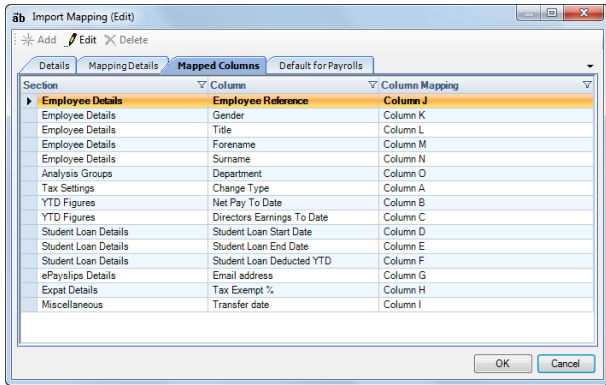 äb Import Mapping (Edit)
Add Edit Delete
Details Mapping Details Mapped Columns Default for Payrolls
Section Column Column Mapping
Employee Details Employee Reference Column J
Employee Details Gender Column K
Employee Details Title Column L
Employee Details Forename Column M
Employee Details Surname Column N
Analysis Groups Department Column O
Tax Settings Change Type Column A
YTD Figures Net Pay To Date Column B
YTD Figures Directors Earnings To Date Column C
Student Loan Details Student Loan Start Date Column D
Student Loan Details Student Loan End Date Column E
Student Loan Details Student Loan Deducted YTD Column F
ePayslips Details Email address Column G
Expat Details Tax Exempt % Column H
Miscellaneous Transfer date Column I
OK Cancel